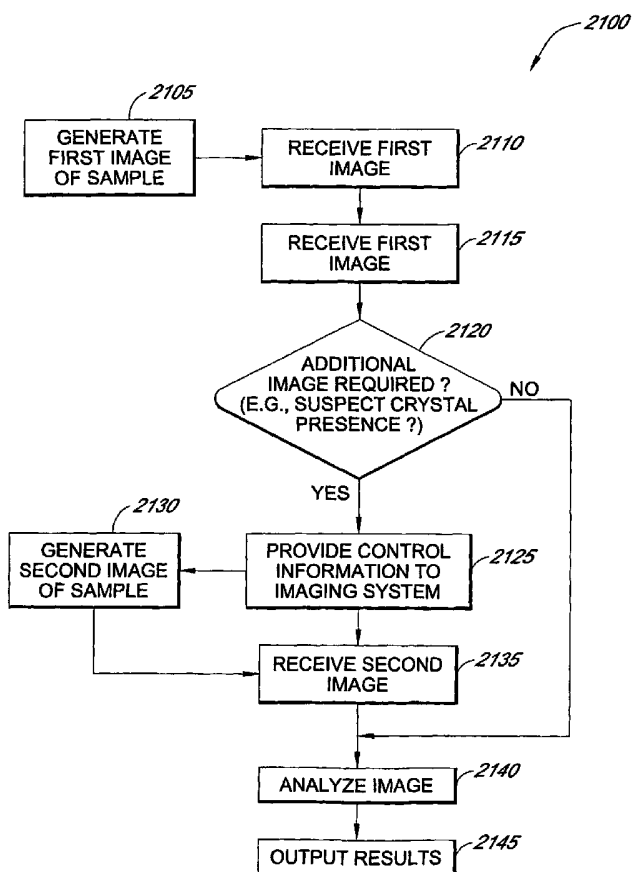 2100
2105
GENERATE
FIRST IMAGE
OF SAMPLE
RECEIVE FIRST
IMAGE
2110
RECEIVE FIRST
IMAGE
2115
2120
ADDITIONAL
IMAGE REQUIRED ?
(E.G., SUSPECT CRYSTAL
PRESENCE ?)
NO
YES
2130
GENERATE
SECOND IMAGE
OF SAMPLE
PROVIDE CONTROL
INFORMATION TO
IMAGING SYSTEM
2125
RECEIVE SECOND
IMAGE
2135
ANALYZE IMAGE
2140
OUTPUT RESULTS
2145